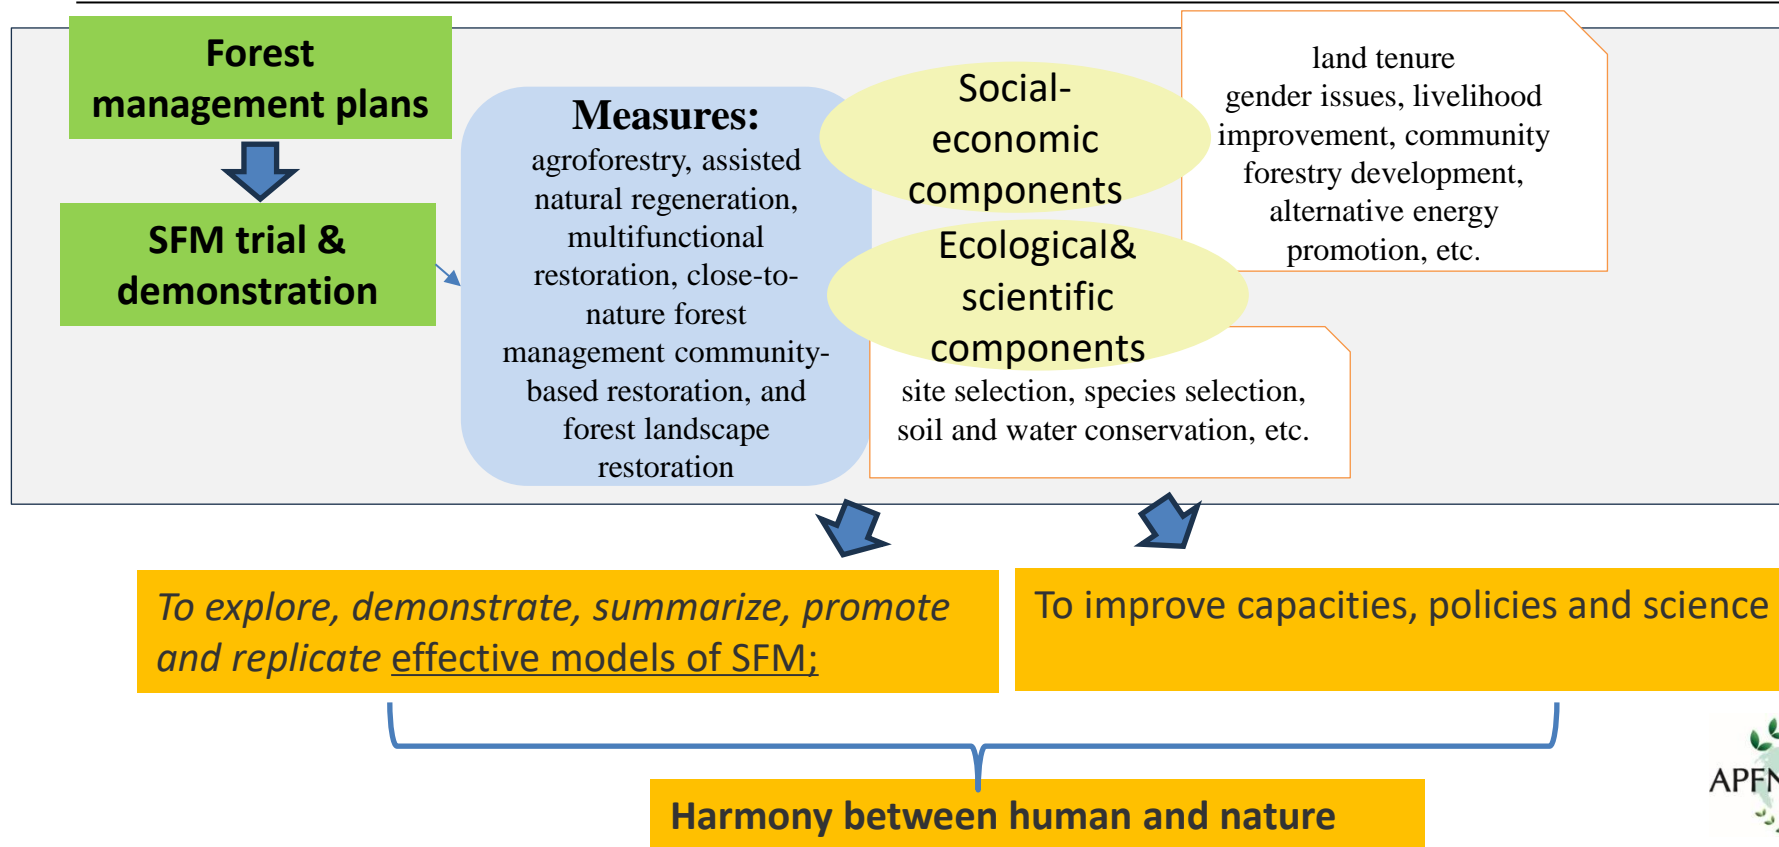 Forest
management plans
SFM trial &
demonstration
Measures:
agroforestry, assisted
natural regeneration,
multifunctional
restoration, close-to-
nature forest
management community-
based restoration, and
forest landscape
restoration
Social-
economic
components
Ecological&
scientific
components
land tenure
gender issues, livelihood
improvement, community
forestry development,
alternative energy
promotion, etc.
site selection, species selection,
soil and water conservation, etc.
To explore, demonstrate, summarize, promote
and replicate effective models of SFM;
To improve capacities, policies and science
Harmony between human and nature